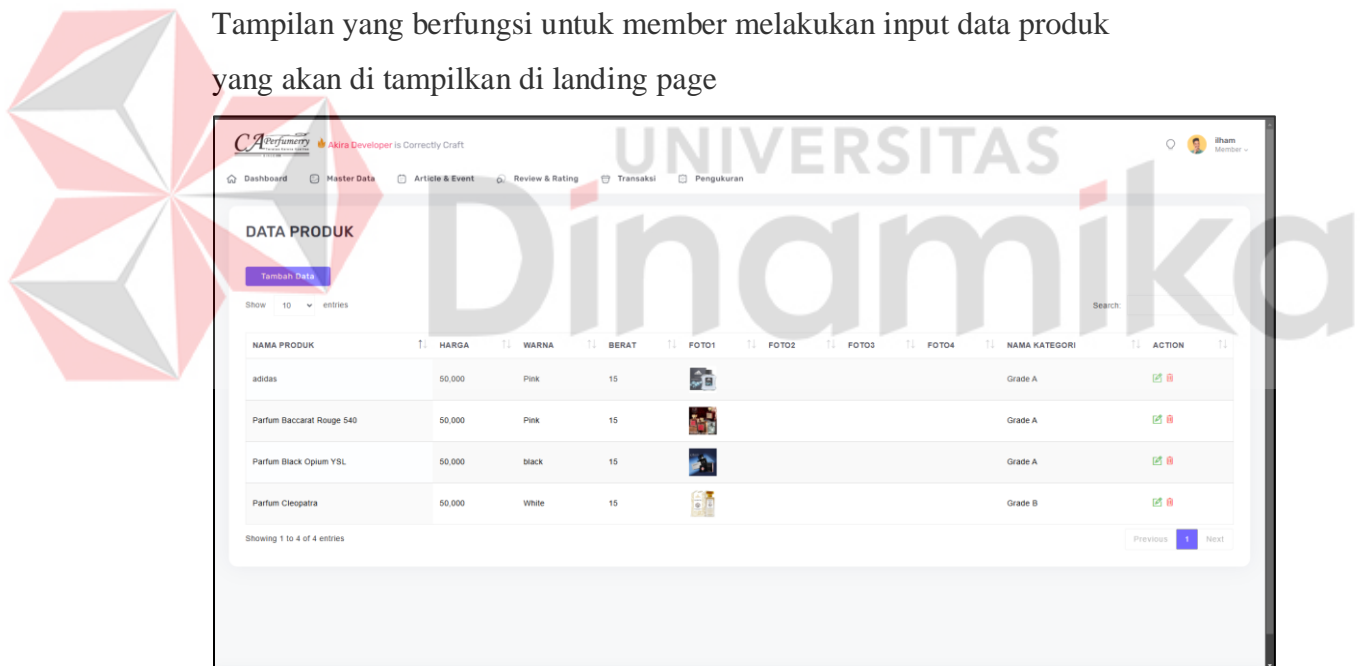 Tampilan yang berfungsi untuk member melakukan input data produk
yang akan di tampilkan di landing page
UNIVERSITAS
Dinamika
CA Perfumerry
Akira Developer is Correctly Craft
ilham
Member
Dashboard Master Data Article & Event Review & Rating Transaksi Pengukuran
DATA PRODUK
Tambah Data
Show 10 entries Search:
NAMA PRODUK HARGA WARNA BERAT FOTO1 FOTO2 FOTO3 FOTO4 NAMA KATEGORI ACTION
adidas 50,000 Pink 15 Grade A
Parfum Baccarat Rouge 540 50,000 Pink 15 Grade A
Parfum Black Opium YSL 50,000 black 15 Grade A
Parfum Cleopatra 50,000 White 15 Grade B
Showing 1 to 4 of 4 entries Previous 1 Next